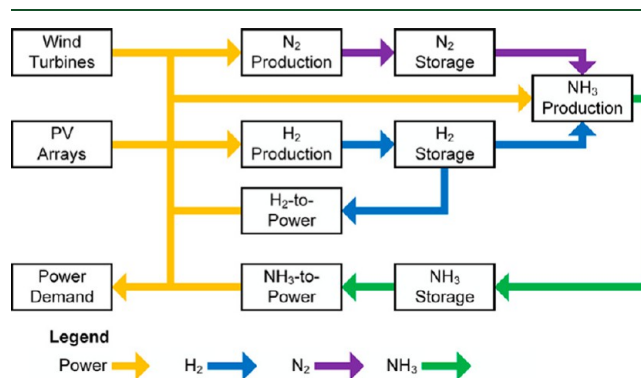 Wind
Turbines
N₂
Production
N₂
Storage
NH₃
Production
PV
Arrays
H₂
Production
H₂
Storage
H₂-to-
Power
Power
Demand
NH₃-to-
Power
NH₃
Storage
Legend
Power
H₂
N₂
NH₃